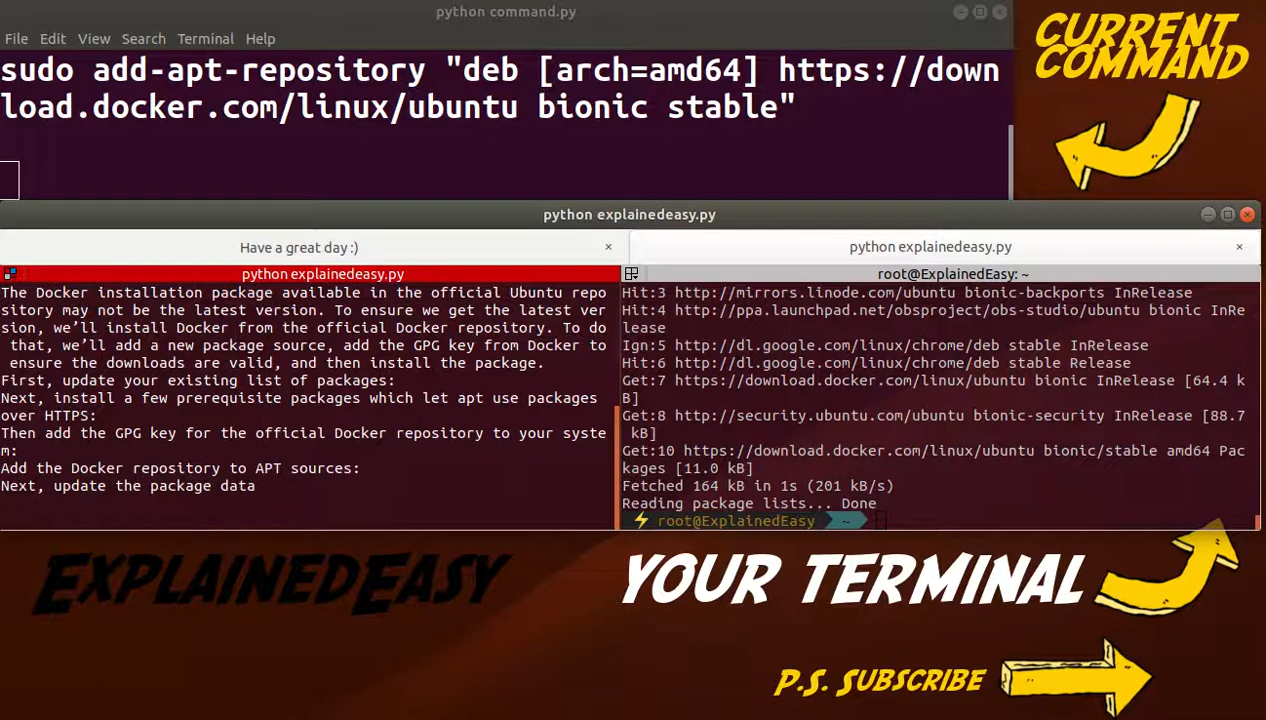 python command.py
File Edit View Search Terminal Help
sudo add-apt-repository "deb [arch=amd64] https://down
load.docker.com/linux/ubuntu bionic stable"
CURRENT
COMMAND
python explainedeasy.py
Have a great day :) ×
python explainedeasy.py ×
python explainedeasy.py
The Docker installation package available in the official Ubuntu repo
sitory may not be the latest version. To ensure we get the latest ver
sion, we’ll install Docker from the official Docker repository. To do
that, we’ll add a new package source, add the GPG key from Docker to
ensure the downloads are valid, and then install the package.
First, update your existing list of packages:
Next, install a few prerequisite packages which let apt use packages
over HTTPS:
Then add the GPG key for the official Docker repository to your syste
m:
Add the Docker repository to APT sources:
Next, update the package data
root@ExplainedEasy: ~
Hit:3 http://mirrors.linode.com/ubuntu bionic-backports InRelease
Hit:4 http://ppa.launchpad.net/obsproject/obs-studio/ubuntu bionic InRe
lease
Ign:5 http://dl.google.com/linux/chrome/deb stable InRelease
Hit:6 http://dl.google.com/linux/chrome/deb stable Release
Get:7 https://download.docker.com/linux/ubuntu bionic InRelease [64.4 k
B]
Get:8 http://security.ubuntu.com/ubuntu bionic-security InRelease [88.7
kB]
Get:10 https://download.docker.com/linux/ubuntu bionic/stable amd64 Pac
kages [11.0 kB]
Fetched 164 kB in 1s (201 kB/s)
Reading package lists... Done
⚡ root@ExplainedEasy ~
EXPLAINEDEASY
YOUR TERMINAL
P.S. SUBSCRIBE